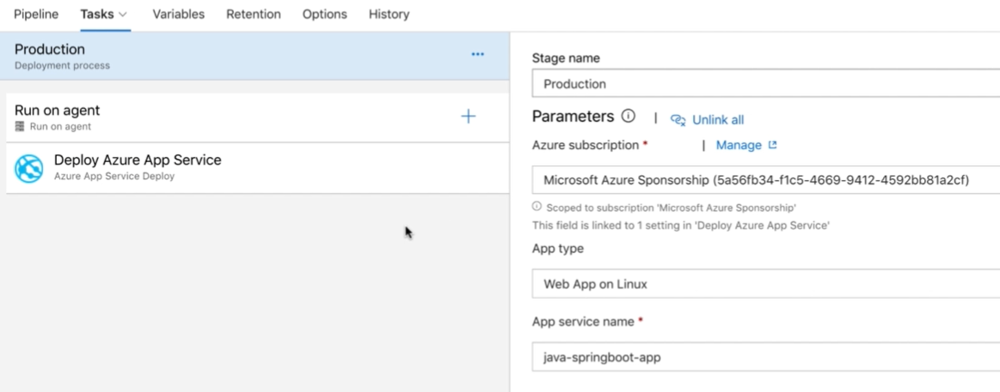 Pipeline Tasks Variables Retention Options History
Production
Deployment process
Run on agent
Run on agent
Deploy Azure App Service
Azure App Service Deploy
Stage name
Production
Parameters | Unlink all
Azure subscription * | Manage
Microsoft Azure Sponsorship (5a56fb34-f1c5-4669-9412-4592bb81a2cf)
Scoped to subscription 'Microsoft Azure Sponsorship'
This field is linked to 1 setting in 'Deploy Azure App Service'
App type
Web App on Linux
App service name *
java-springboot-app